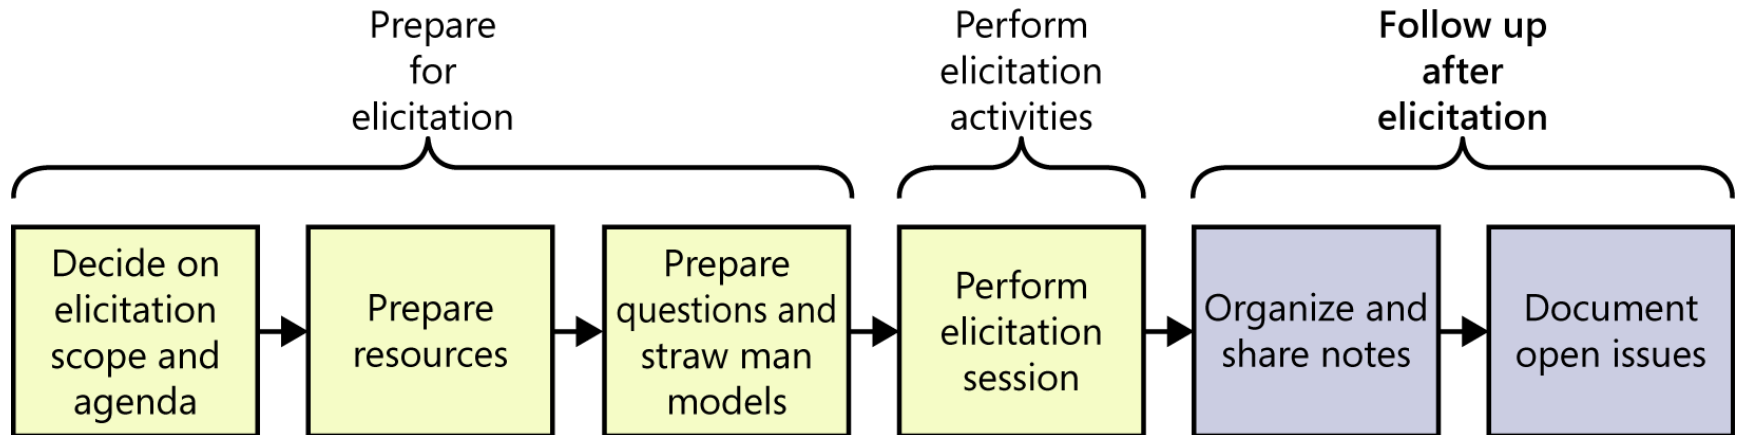 Prepare
for
elicitation
Perform
elicitation
activities
Follow up
after
elicitation
Decide on
elicitation
scope and
agenda
Prepare
resources
Prepare
questions and
straw man
models
Perform
elicitation
session
Organize and
share notes
Document
open issues